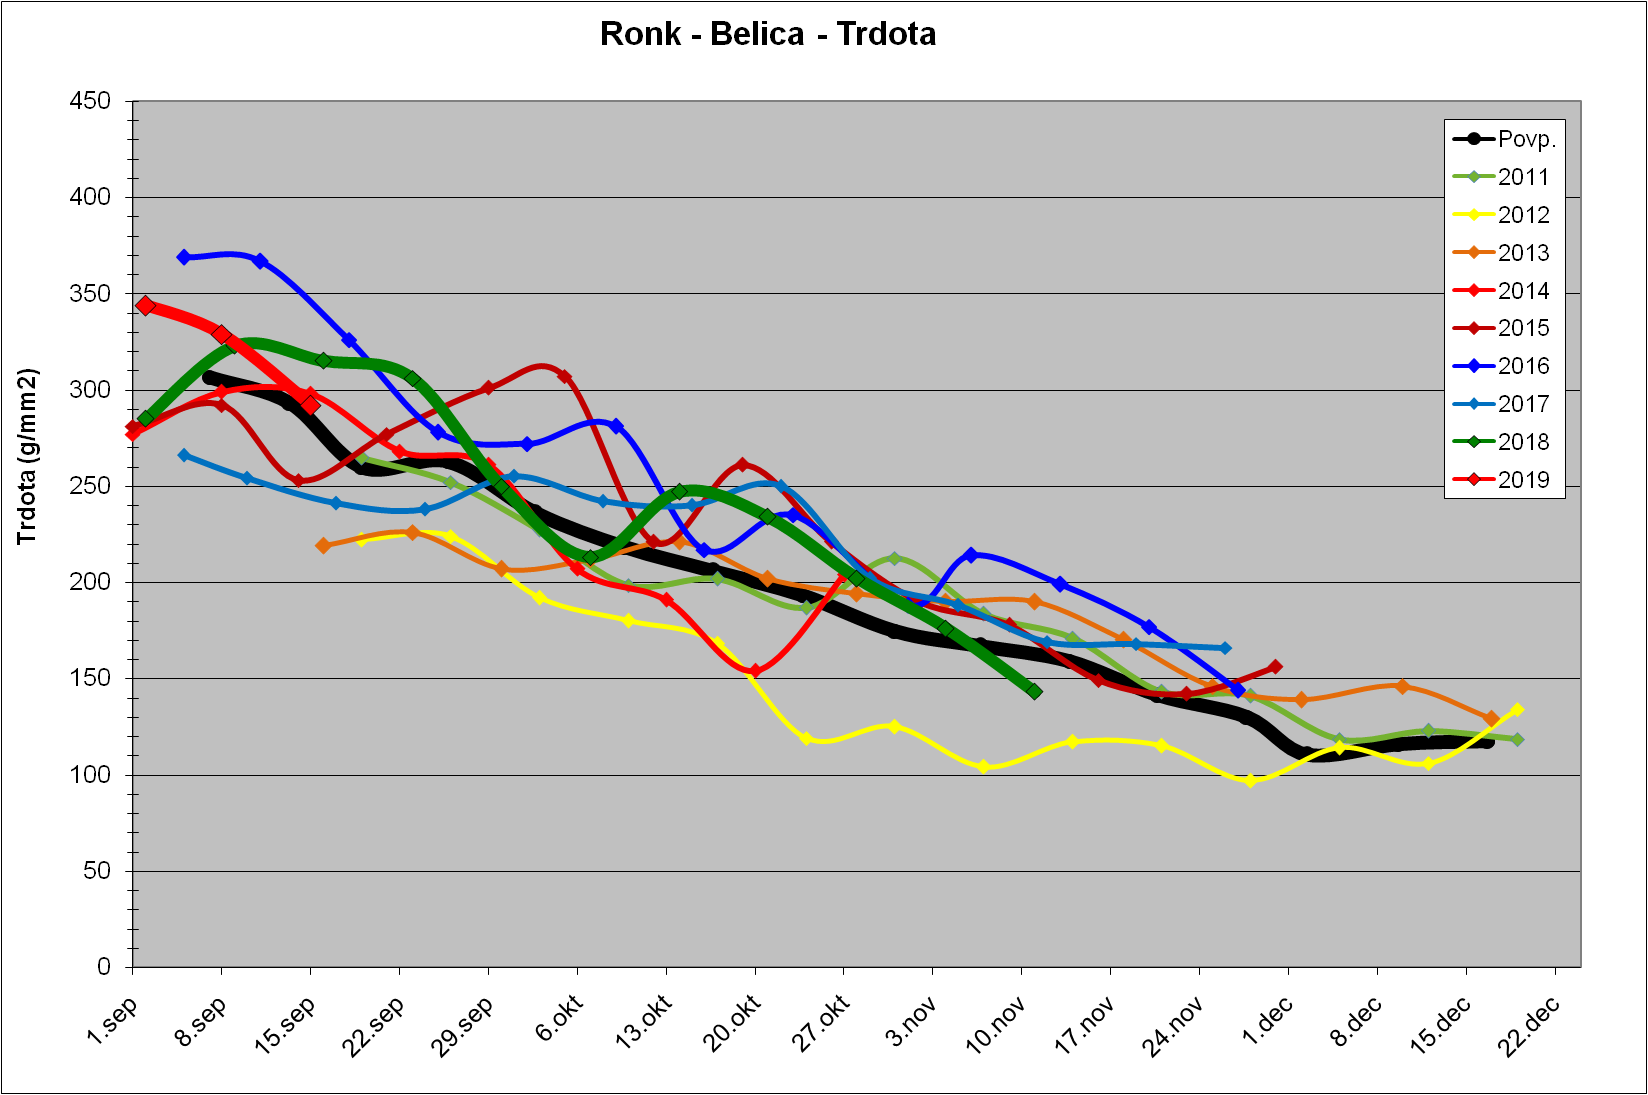 Ronk - Belica - Trdota
Trdota (g/mm2)
450
400
350
300
250
200
150
100
50
0
1.sep
8.sep
15.sep
22.sep
29.sep
6.okt
13.okt
20.okt
27.okt
3.nov
10.nov
17.nov
24.nov
1.dec
8.dec
15.dec
22.dec
Povp.
2011
2012
2013
2014
2015
2016
2017
2018
2019